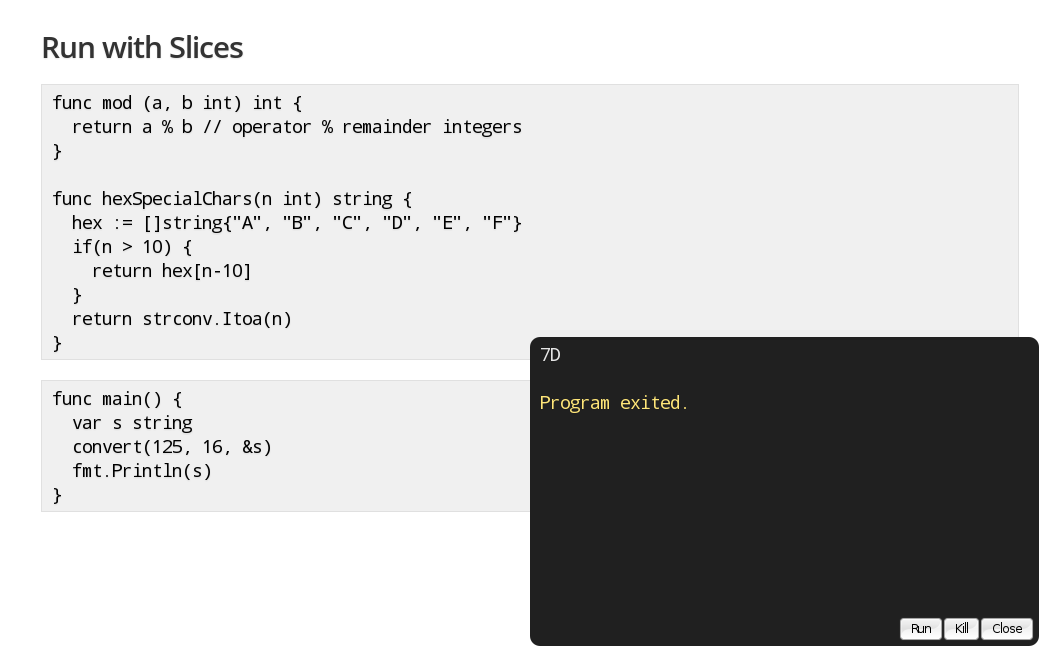 Run with Slices
func mod (a, b int) int {
  return a % b // operator % remainder integers
}
func hexSpecialChars(n int) string {
  hex := []string{"A", "B", "C", "D", "E", "F"}
  if(n > 10) {
    return hex[n-10]
  }
  return strconv.Itoa(n)
}
func main() {
  var s string
  convert(125, 16, &s)
  fmt.Println(s)
}
7D
Program exited.
Run Kill Close